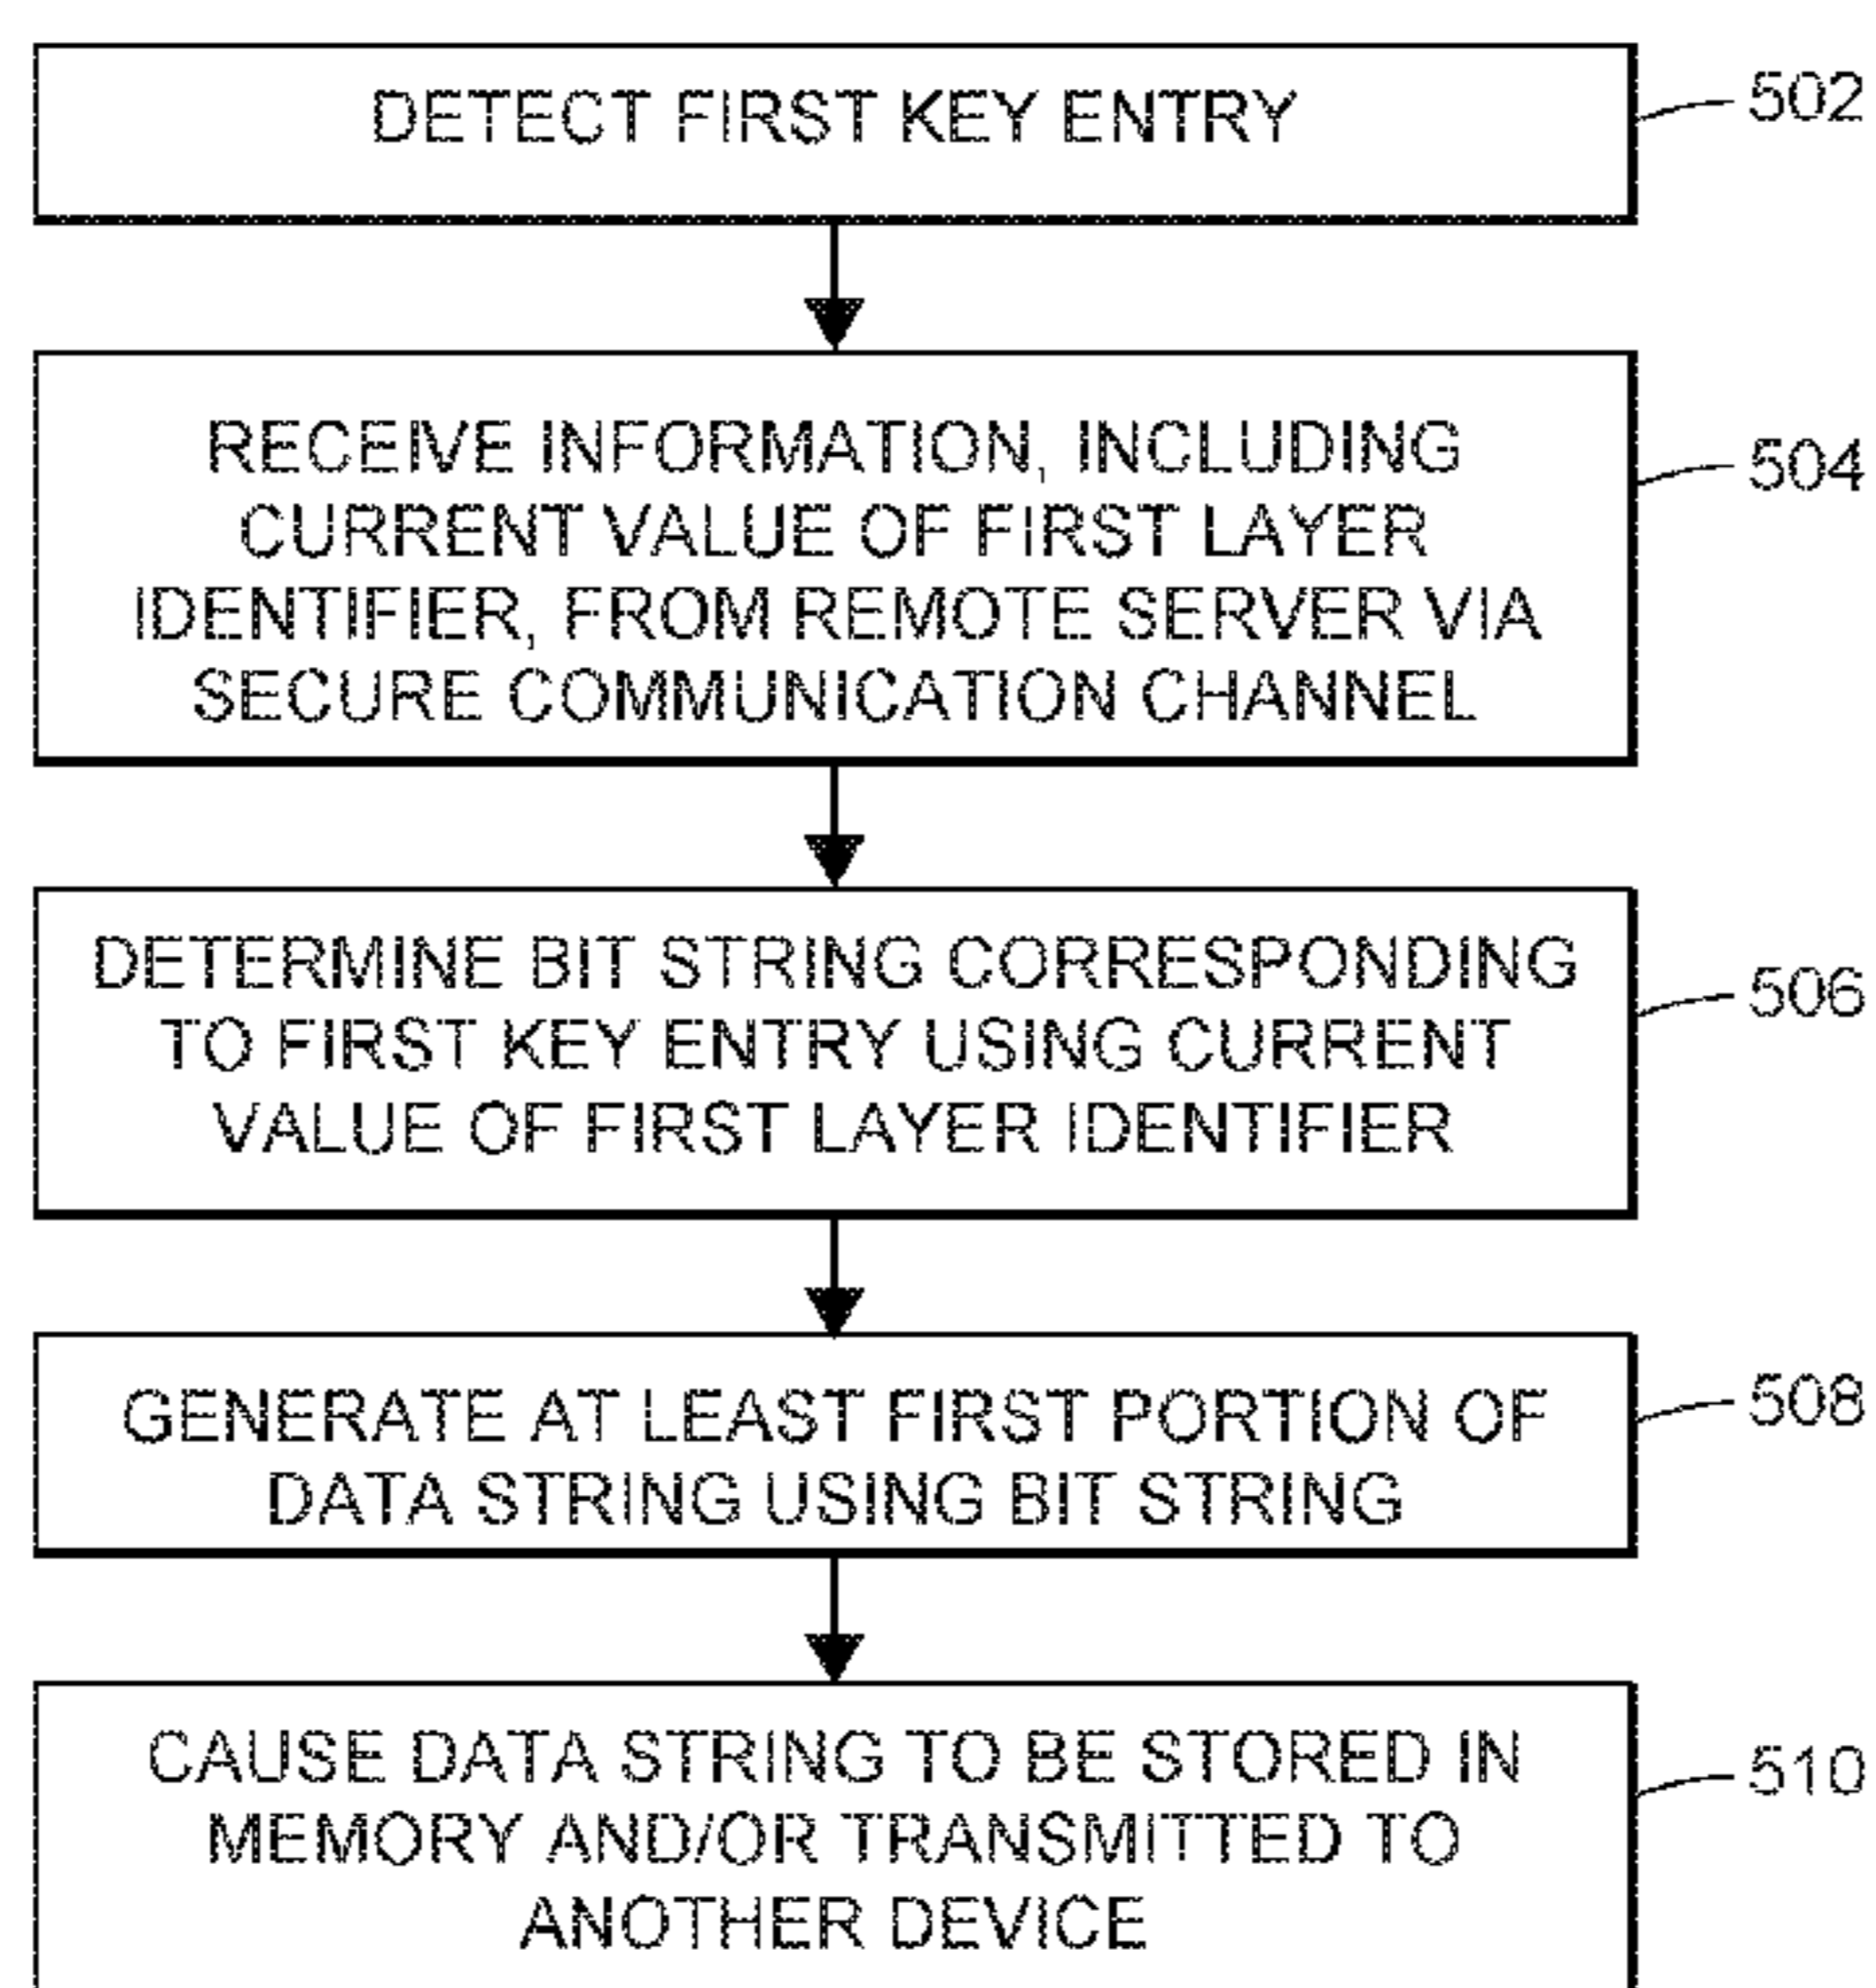 DETECT FIRST KEY ENTRY
502
RECEIVE INFORMATION, INCLUDING
CURRENT VALUE OF FIRST LAYER
IDENTIFIER, FROM REMOTE SERVER VIA
SECURE COMMUNICATION CHANNEL
504
DETERMINE BIT STRING CORRESPONDING
TO FIRST KEY ENTRY USING CURRENT
VALUE OF FIRST LAYER IDENTIFIER
506
GENERATE AT LEAST FIRST PORTION OF
DATA STRING USING BIT STRING
508
CAUSE DATA STRING TO BE STORED IN
MEMORY AND/OR TRANSMITTED TO
ANOTHER DEVICE
510